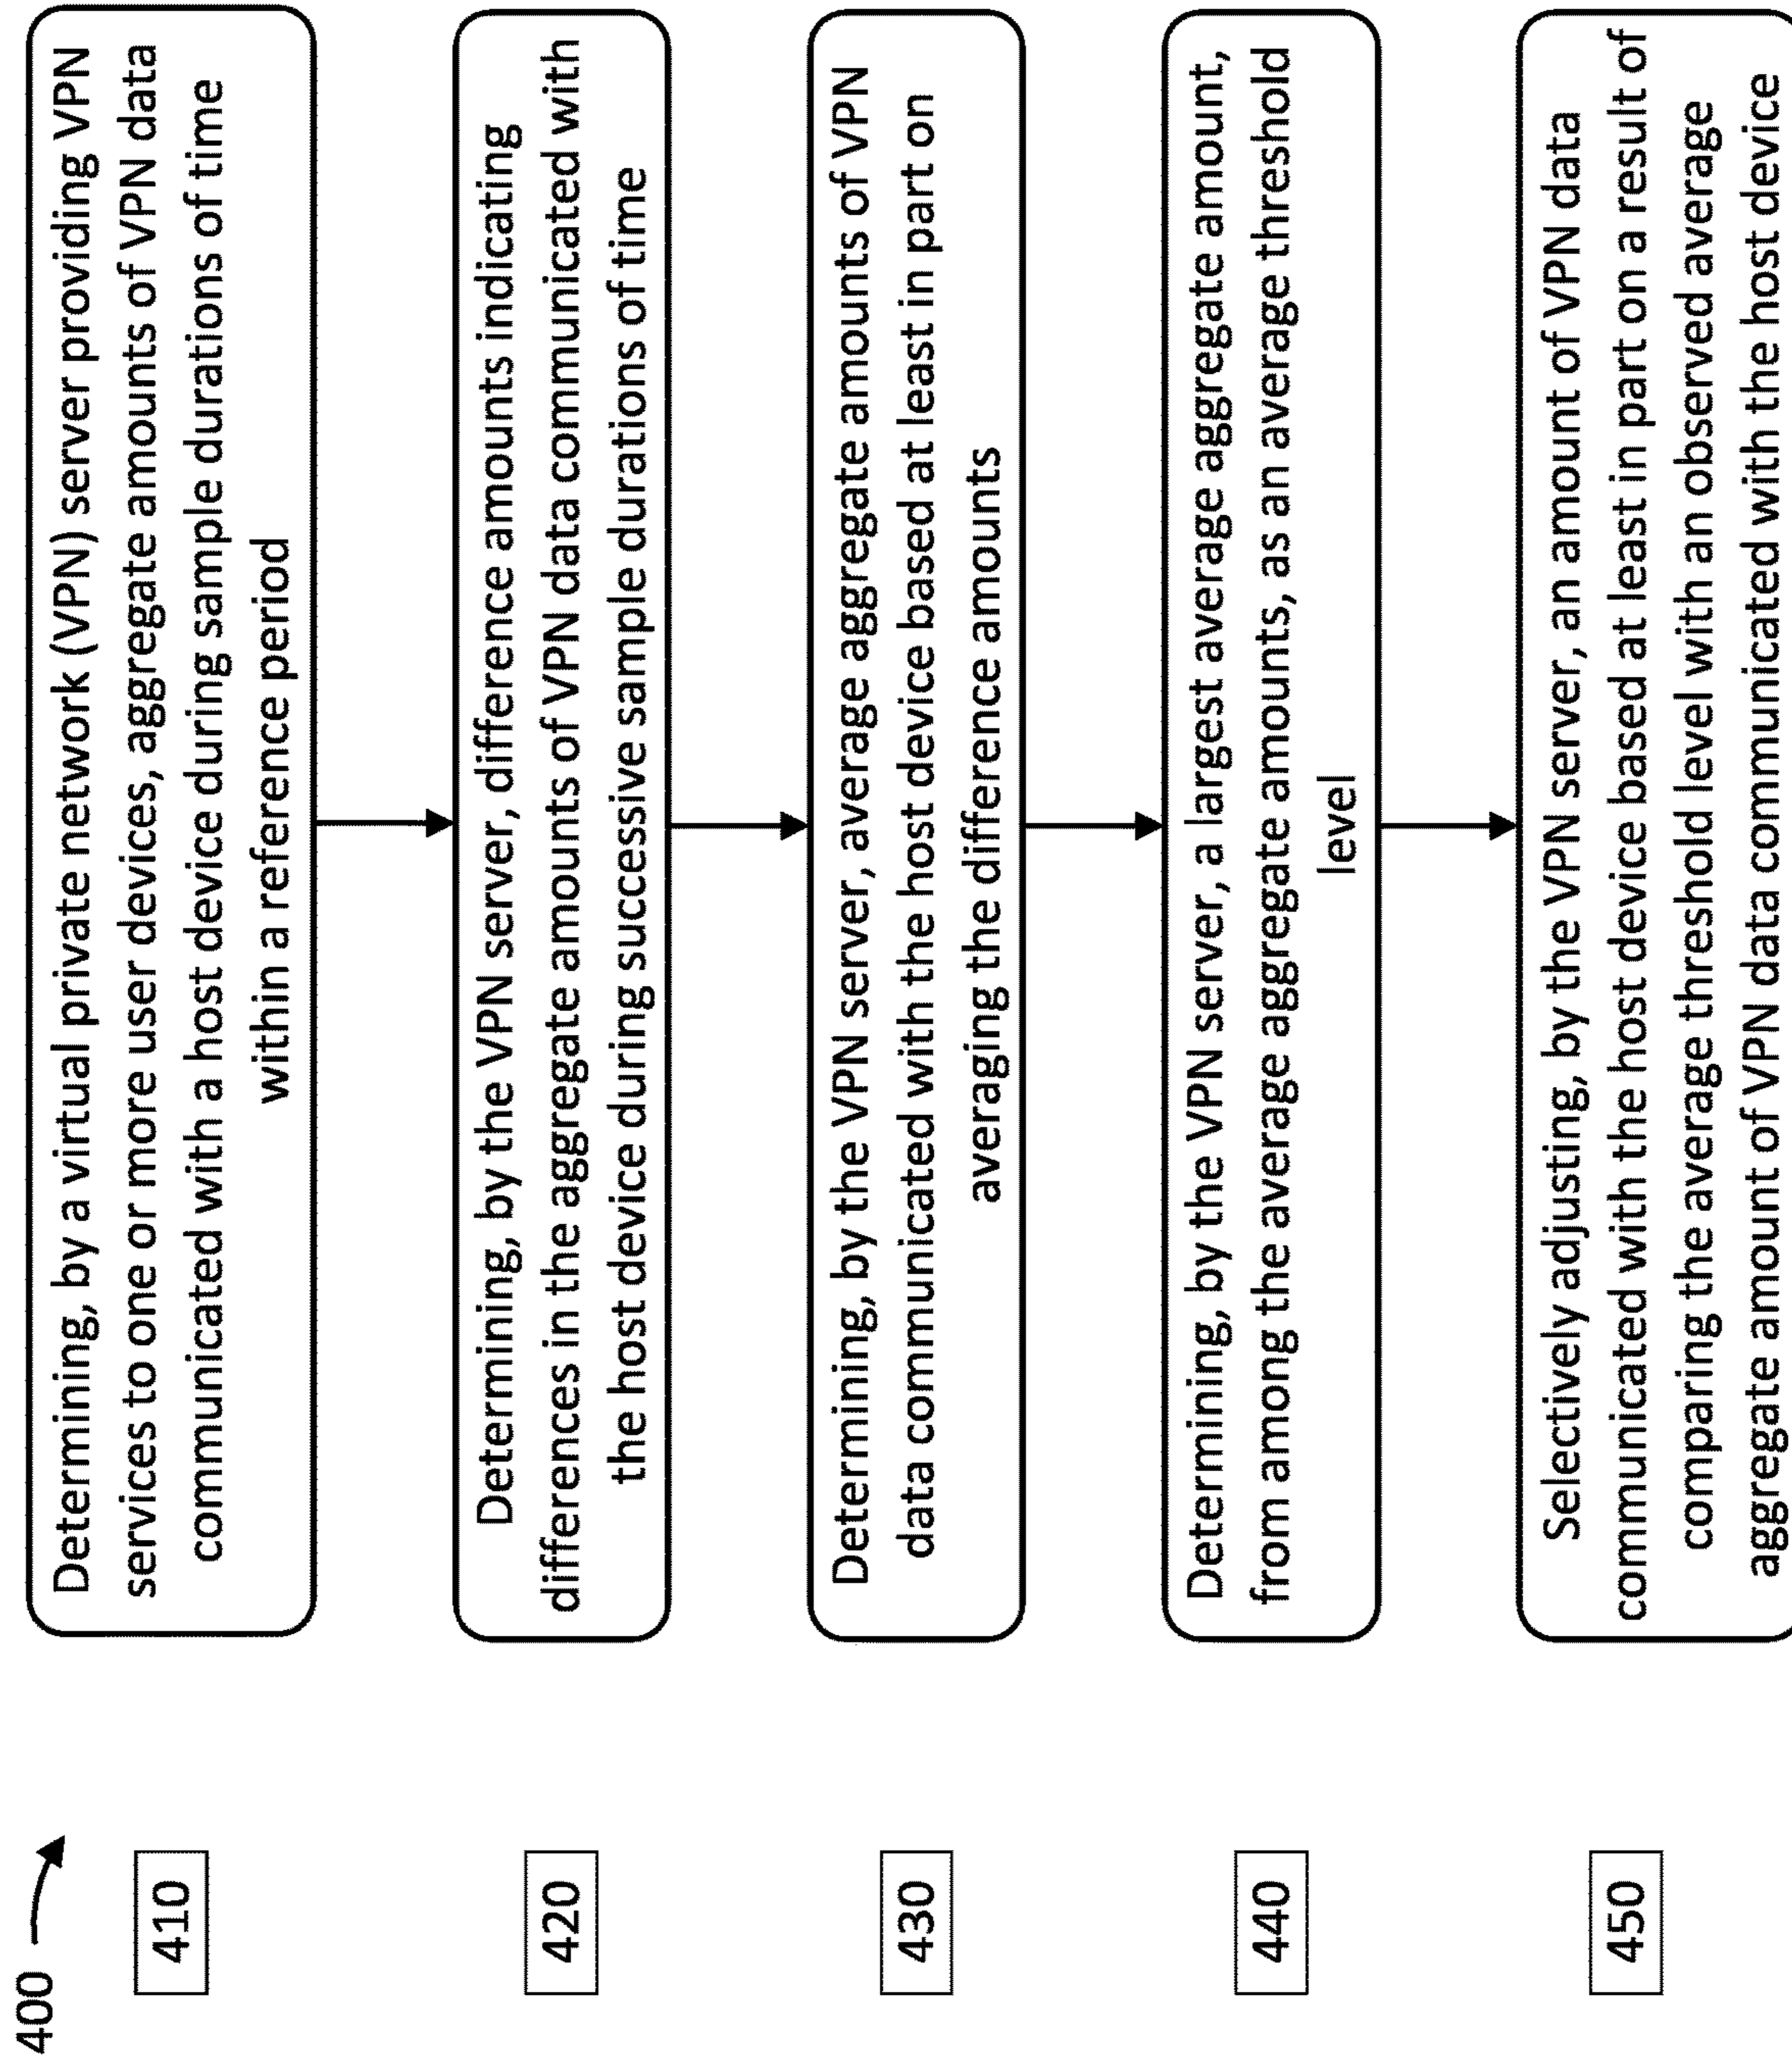 400
410
Determining, by a virtual private network (VPN) server providing VPN
services to one or more user devices, aggregate amounts of VPN data
communicated with a host device during sample durations of time
within a reference period
420
Determining, by the VPN server, difference amounts indicating
differences in the aggregate amounts of VPN data communicated with
the host device during successive sample durations of time
430
Determining, by the VPN server, average aggregate amounts of VPN
data communicated with the host device based at least in part on
averaging the difference amounts
440
Determining, by the VPN server, a largest average aggregate amount,
from among the average aggregate amounts, as an average threshold
level
450
Selectively adjusting, by the VPN server, an amount of VPN data
communicated with the host device based at least in part on a result of
comparing the average threshold level with an observed average
aggregate amount of VPN data communicated with the host device